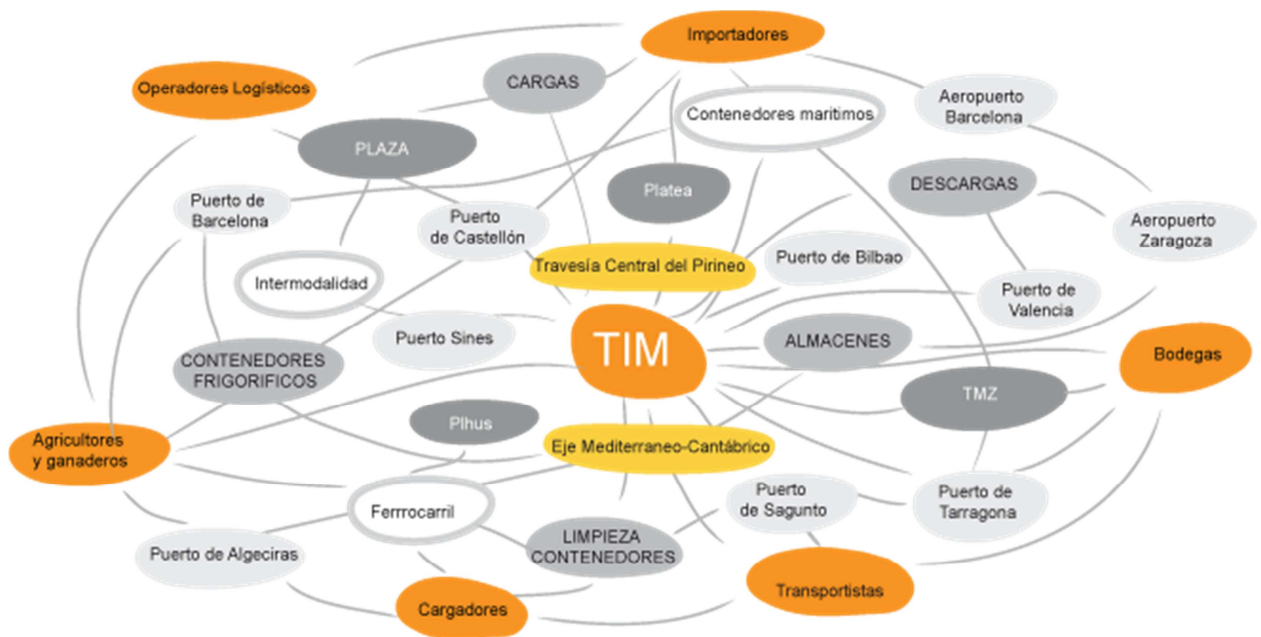 Importadores
Operadores Logísticos
CARGAS
Aeropuerto
Barcelona
Contenedores maritimos
PLAZA
Platea
DESCARGAS
Puerto de
Barcelona
Puerto
de Castellón
Aeropuerto
Zaragoza
Travesía Central del Pirineo
Puerto de Bilbao
Intermodalidad
Puerto de
Valencia
Puerto Sines
TIM
ALMACENES
Bodegas
CONTENEDORES
FRIGORIFICOS
TMZ
Plhus
Agricultores
y ganaderos
Eje Mediterraneo-Cantábrico
Puerto
de Sagunto
Puerto de
Tarragona
Ferrrocarril
LIMPIEZA
CONTENEDORES
Puerto de Algeciras
Transportistas
Cargadores